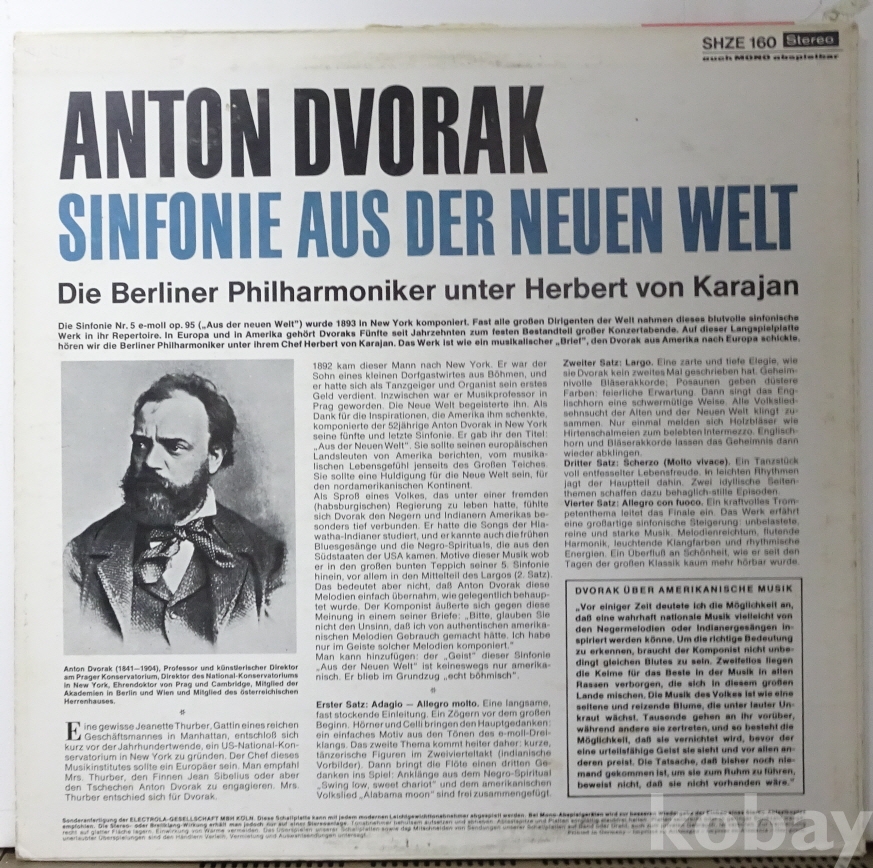 SHZE 160 Stereo
auch MONO abspielbar
ANTON DVORAK
SINFONIE AUS DER NEUEN WELT
Die Berliner Philharmoniker unter Herbert von Karajan
Die Sinfonie Nr. 5 e-moll op. 95 („Aus der neuen Welt") wurde 1893 in New York komponiert. Fast alle großen Dirigenten der Welt nahmen dieses blutvolle sinfonische
Werk in ihr Repertoire. In Europa und in Amerika gehört Dvoraks Fünfte seit Jahrzehnten zum festen Bestandteil großer Konzertabende. Auf dieser Langspielplatte
hören wir die Berliner Philharmoniker unter ihrem Chef Herbert von Karajan. Das Werk ist wie ein musikalischer „Brief", den Dvorak aus Amerika nach Europa schickte.
Anton Dvorak (1841—1904), Professor und künstlerischer Direktor
am Prager Konservatorium, Direktor des National-Konservatoriums
in New York, Ehrendoktor von Prag und Cambridge, Mitglied der
Akademien in Berlin und Wien und Mitglied des österreichischen
Herrenhauses.
*
Eine gewisse Jeanette Thurber, Gattin eines reichen
Geschäftsmannes in Manhattan, entschloß sich
kurz vor der Jahrhundertwende, ein US-National-Kon-
servatorium in New York zu gründen. Der Chef dieses
Musikinstitutes sollte ein Europäer sein. Man empfahl
Mrs. Thurber, den Finnen Jean Sibelius oder aber
den Tschechen Anton Dvorak zu engagieren. Mrs.
Thurber entschied sich für Dvorak.
1892 kam dieser Mann nach New York. Er war der
Sohn eines kleinen Dorfgastwirtes aus Böhmen, und
er hatte sich als Tanzgeiger und Organist sein erstes
Geld verdient. Inzwischen war er Musikprofessor in
Prag geworden. Die Neue Welt begeisterte ihn. Als
Dank für die Inspirationen, die Amerika ihm schenkte,
komponierte der 52jährige Anton Dvorak in New York
seine fünfte und letzte Sinfonie. Er gab ihr den Titel:
„Aus der Neuen Welt". Sie sollte seinen europäischen
Landsleuten von Amerika berichten, vom musika-
lischen Lebensgefühl jenseits des Großen Teiches.
Sie sollte eine Huldigung für die Neue Welt sein, für
den nordamerikanischen Kontinent.
Als Sproß eines Volkes, das unter einer fremden
(habsburgischen) Regierung zu leben hatte, fühlte
sich Dvorak den Negern und Indianern Amerikas be-
sonders tief verbunden. Er hatte die Songs der Hia-
watha-Indianer studiert, und er kannte auch die frühen
Bluesgesänge und die Negro-Spirituals, die aus den
Südstaaten der USA kamen. Motive dieser Musik wob
er in den großen bunten Teppich seiner 5. Sinfonie
hinein, vor allem in den Mittelteil des Largos (2. Satz).
Das bedeutet aber nicht, daß Anton Dvorak diese
Melodien einfach übernahm, wie gelegentlich behaup-
tet wurde. Der Komponist äußerte sich gegen diese
Meinung in einem seiner Briefe: „Bitte, glauben Sie
nicht den Unsinn, daß ich von authentischen amerika-
nischen Melodien Gebrauch gemacht hätte. Ich habe
nur im Geiste solcher Melodien komponiert."
Man kann hinzufügen: der „Geist" dieser Sinfonie
„Aus der Neuen Welt" ist keineswegs nur amerika-
nisch. Er blieb im Grundzug „echt böhmisch".
*
Erster Satz: Adagio — Allegro molto. Eine langsame,
fast stockende Einleitung. Ein Zögern vor dem großen
Beginn. Hörner und Celli bringen den Hauptgedanken:
ein einfaches Motiv aus den Tönen des e-moll-Drei-
klangs. Das zweite Thema kommt heiter daher: kurze,
tänzerische Figuren im Zweivierteltakt (indianische
Vorbilder). Dann bringt die Flöte einen dritten Ge-
danken ins Spiel: Anklänge aus dem Negro-Spiritual
„Swing low, sweet chariot" und dem amerikanischen
Volkslied „Alabama moon" sind frei zusammengefügt.
Zweiter Satz: Largo. Eine zarte und tiefe Elegie, wie
sie Dvorak kein zweites Mal geschrieben hat. Geheim-
nivolle Bläserakkorde; Posaunen geben düstere
Farben: feierliche Erwartung. Dann singt das Eng-
lischhorn eine schwermütige Weise. Alle Volkslied-
sehnsucht der Alten und der Neuen Welt klingt zu-
sammen. Nur einmal melden sich Holzbläser wie
Hirtenschalmeien zum belebten Intermezzo. Englisch-
horn und Bläserakkorde lassen das Geheimnis dann
wieder abklingen.
Dritter Satz: Scherzo (Molto vivace). Ein Tanzstück
voll entfesselter Lebensfreude. In leichten Rhythmen
jagt der Hauptteil dahin. Zwei idyllische Seiten-
themen schaffen dazu behaglich-stille Episoden.
Vierter Satz: Allegro con fuoco. Ein kraftvolles Trom-
petenthema leitet das Finale ein. Das Werk erfährt
eine großartige sinfonische Steigerung: unbelastete,
reine und starke Musik. Melodienreichtum, flutende
Harmonik, leuchtende Klangfarben und rhythmische
Energien. Ein Überfluß an Schönheit, wie er seit den
Tagen der großen Klassik kaum mehr hörbar wurde.
DVORAK ÜBER AMERIKANISCHE MUSIK
„Vor einiger Zeit deutete ich die Möglichkeit an,
daß eine wahrhaft nationale Musik vielleicht von
den Negermelodien oder Indianergesängen in-
spiriert werden könne. Um die richtige Bedeutung
zu erkennen, braucht der Komponist nicht unbe-
dingt gleichen Blutes zu sein. Zweifellos liegen
die Keime für das Beste in der Musik in allen
Rassen verborgen, die sich in diesem großen
Lande mischen. Die Musik des Volkes ist wie eine
seltene und reizende Blume, die unter lauter Un-
kraut wächst. Tausende gehen an ihr vorüber,
während andere sie zertreten, und so besteht die
Möglichkeit, daß sie vernichtet wird, bevor der
eine urteilsfähige Geist sie sieht und vor allen an-
deren preist. Die Tatsache, daß bisher noch nie-
mand gekommen ist, um sie zum Ruhm zu führen,
beweist nicht, daß sie nicht vorhanden wäre."
Sonderanfertigung der ELECTROLA-GESELLSCHAFT MBH KÖLN. Diese Schallplatte kann mit jedem modernen Leichtgewichttonabnehmer abgespielt werden.
kobay